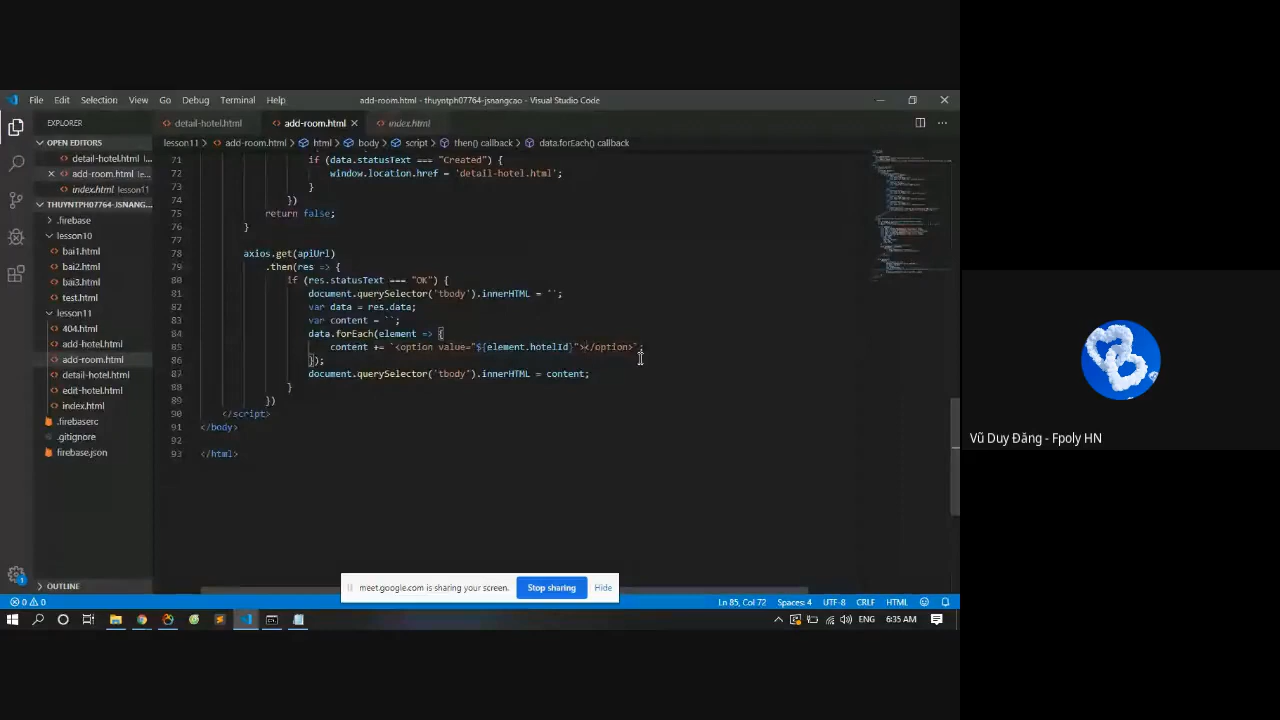 File Edit Selection View Go Debug Terminal Help
add-room.html - thuyntph07764-jsnangcao - Visual Studio Code
EXPLORER
detail-hotel.html add-room.html index.html
OPEN EDITORS
lesson11 > add-room.html > html > body > script > then() callback > data.forEach() callback
detail-hotel.html l...
add-room.html l...
index.html lesson11
THUYNTPH07764-JSNANG...
.firebase
lesson10
bai1.html
bai2.html
bai3.html
test.html
lesson11
404.html
add-hotel.html
add-room.html
detail-hotel.html
edit-hotel.html
index.html
.firebaserc
.gitignore
firebase.json
OUTLINE
71 if (data.statusText === "Created") {
72 window.location.href = 'detail-hotel.html';
73 }
74 })
75 return false;
76 }
77
78 axios.get(apiUrl)
79 .then(res => {
80 if (res.statusText === "OK") {
81 document.querySelector('tbody').innerHTML = ``;
82 var data = res.data;
83 var content = ``;
84 data.forEach(element => {
85 content += `<option value="${element.hotelId}"></option>`;
86 });
87 document.querySelector('tbody').innerHTML = content;
88 }
89 })
90 </script>
91 </body>
92
93 </html>
meet.google.com is sharing your screen. Stop sharing Hide
0 0
Ln 85, Col 72 Spaces: 4 UTF-8 CRLF HTML
1
ENG 6:35 AM
Vũ Duy Đăng - Fpoly HN